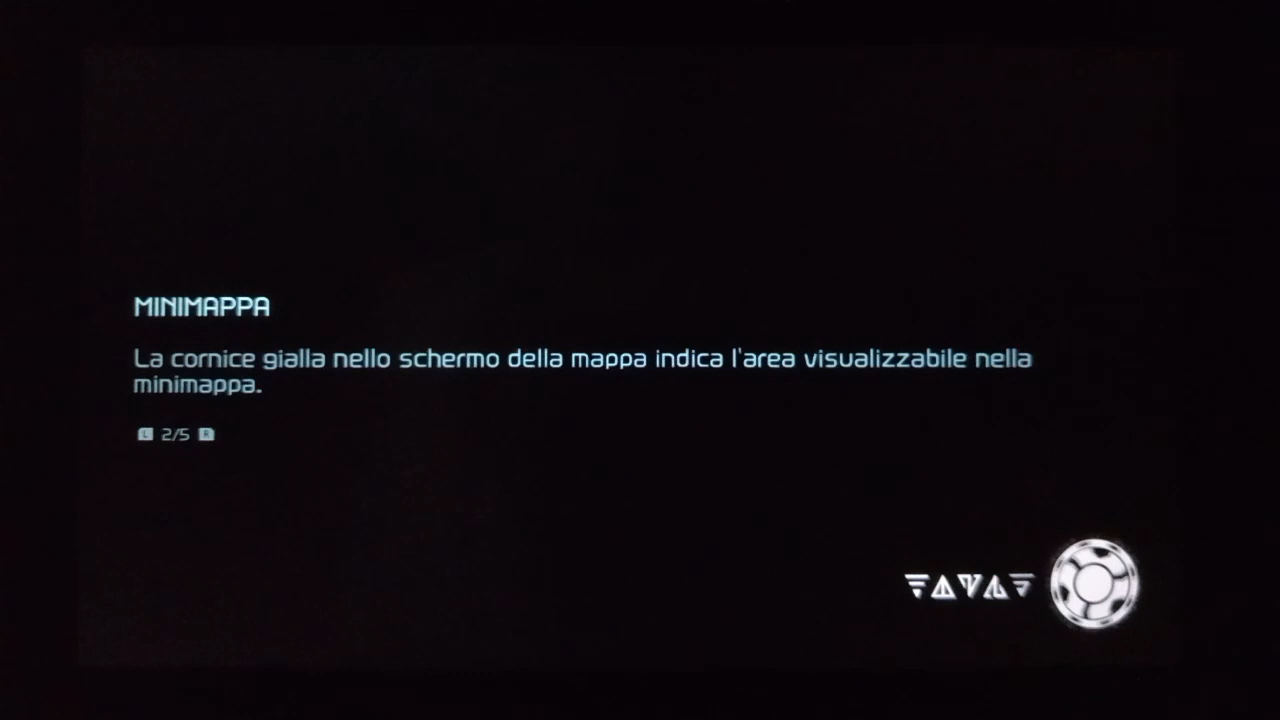 MINIMAPPA
La cornice gialla nello schermo della mappa indica l'area visualizzabile nella
minimappa.
L 2/5 R